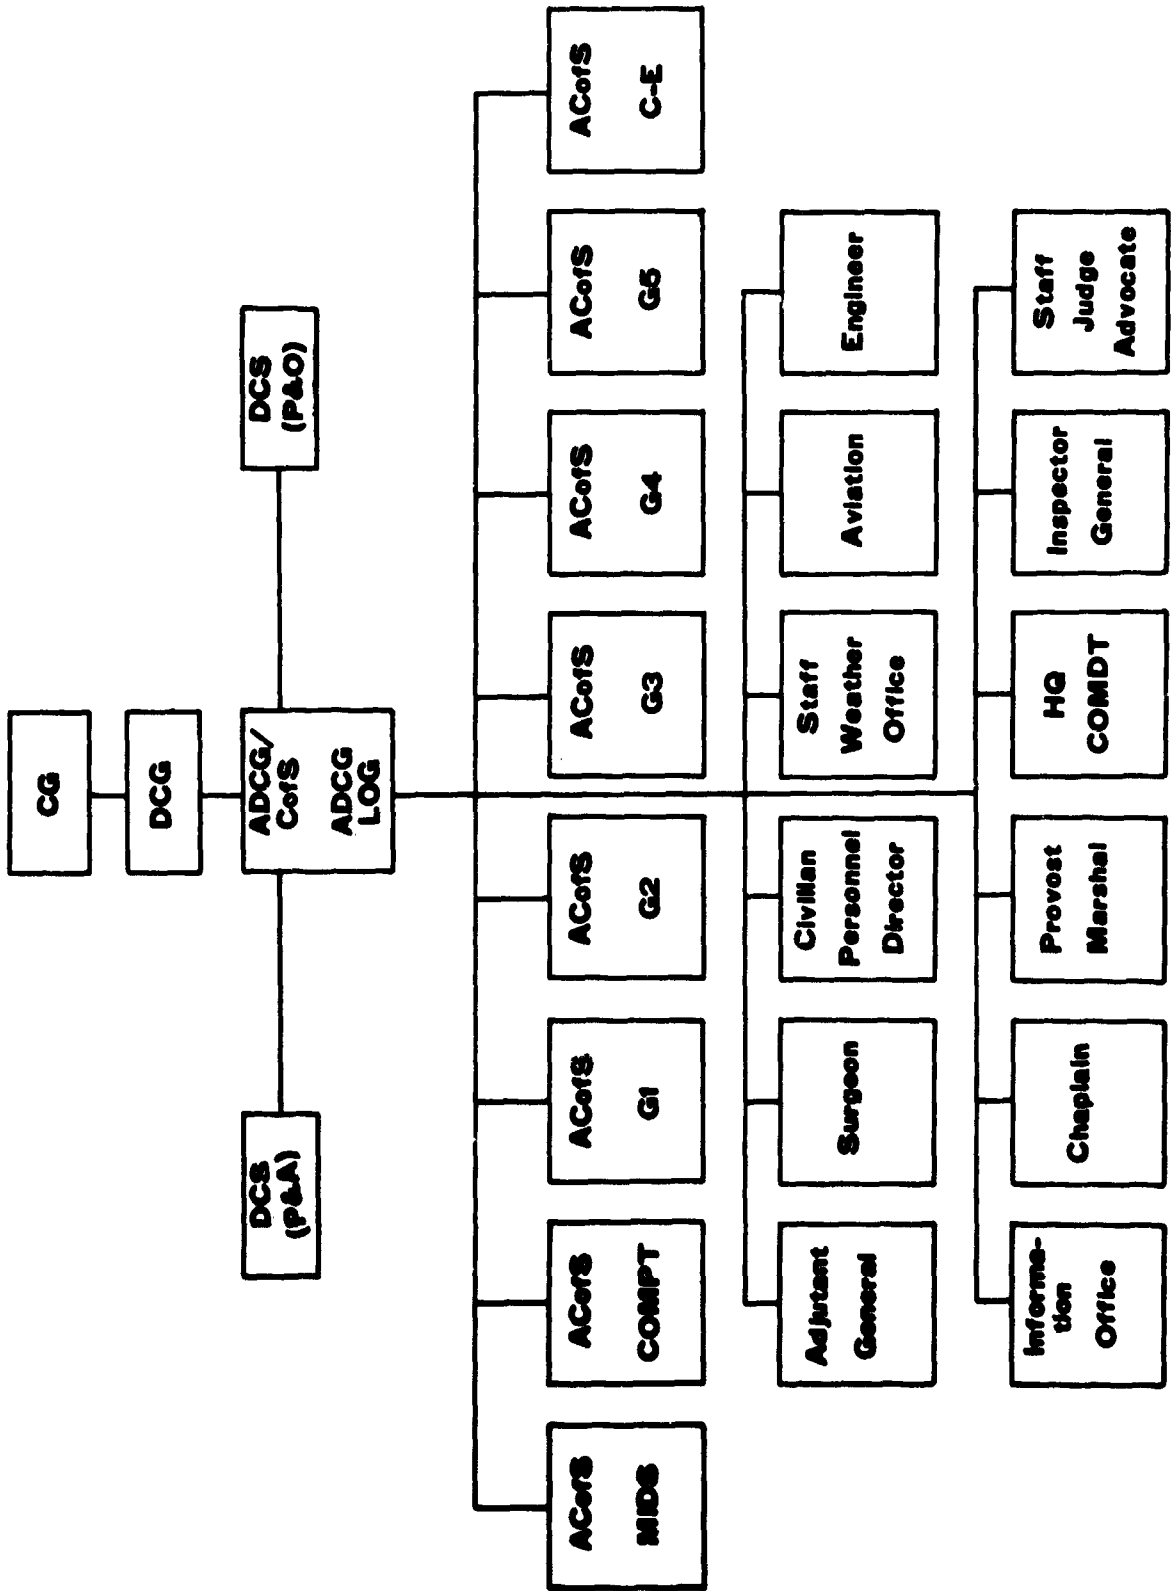 CG
DCG
DCS
(P&A)
ADCG/
CofS
ADCG
LOG
DCS
(P&O)
ACofS
MIDS
ACofS
COMPT
ACofS
G1
ACofS
G2
ACofS
G3
ACofS
G4
ACofS
G5
ACofS
C-E
Adjutant
General
Surgeon
Civilian
Personnel
Director
Staff
Weather
Office
Aviation
Engineer
Informa-
tion
Office
Chaplain
Provost
Marshal
HQ
COMDT
Inspector
General
Staff
Judge
Advocate